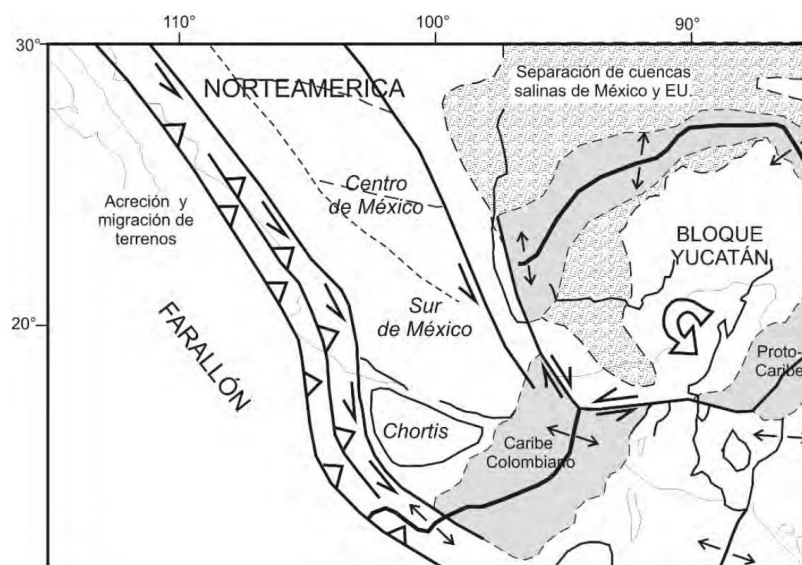 110°
100°
90°
30°
NORTEAMERICA
Separación de cuencas
salinas de México y EU.
Acreción y
migración de
terrenos
Centro
de México
BLOQUE
YUCATÁN
20°
Sur
de México
FARALLÓN
Proto-
Caribe
Chortis
Caribe
Colombiano